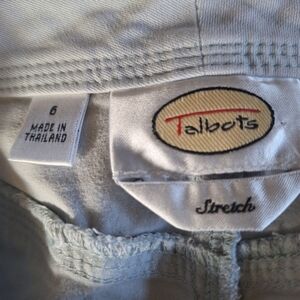 6
MADE IN
THAILAND
Talbots
Stretch